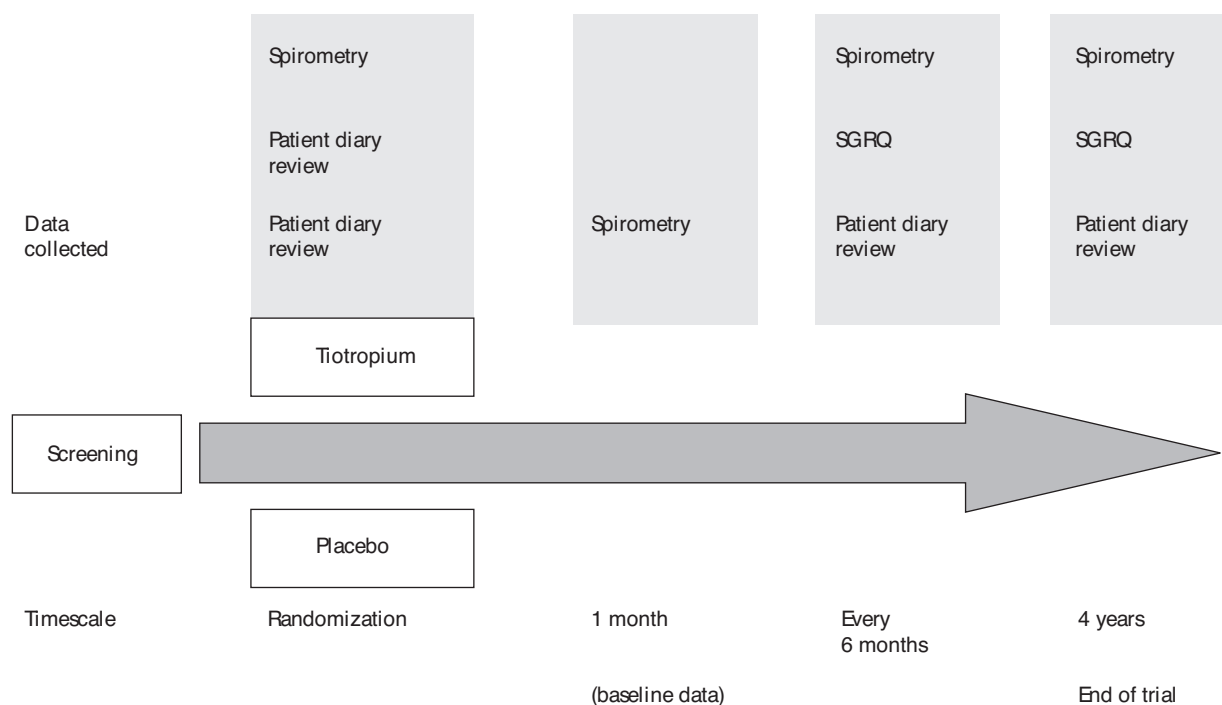 Spirometry
Spirometry
Spirometry
Patient diary
review
SGRQ
SGRQ
Data
collected
Patient diary
review
Spirometry
Patient diary
review
Patient diary
review
Tiotropium
Screening
Placebo
Timescale
Randomization
1 month
Every
6 months
4 years
(baseline data)
End of trial